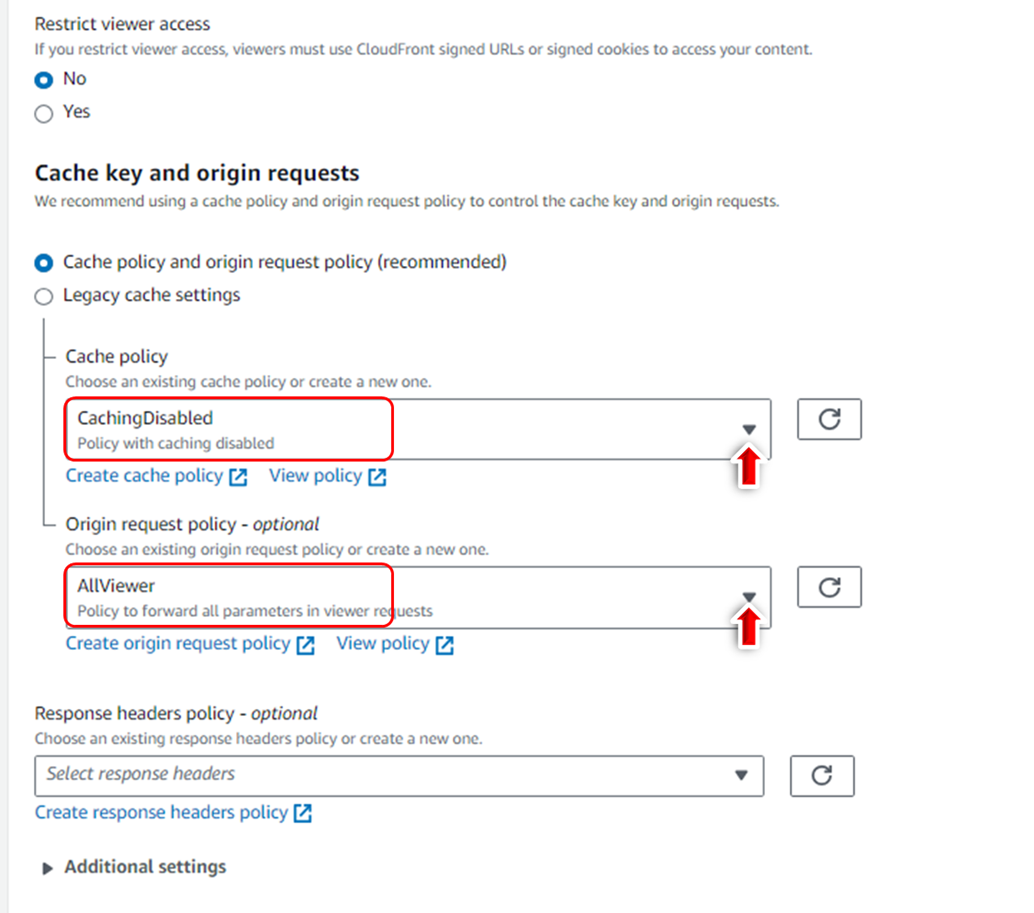 Restrict viewer access
If you restrict viewer access, viewers must use CloudFront signed URLs or signed cookies to access your content.
No
Yes
Cache key and origin requests
We recommend using a cache policy and origin request policy to control the cache key and origin requests.
Cache policy and origin request policy (recommended)
Legacy cache settings
Cache policy
Choose an existing cache policy or create a new one.
CachingDisabled
Policy with caching disabled
Create cache policy View policy
Origin request policy - optional
Choose an existing origin request policy or create a new one.
AllViewer
Policy to forward all parameters in viewer requests
Create origin request policy View policy
Response headers policy - optional
Choose an existing response headers policy or create a new one.
Select response headers
Create response headers policy
Additional settings